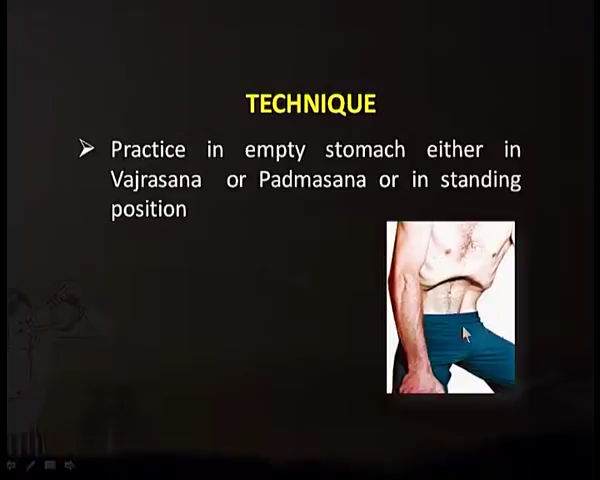 TECHNIQUE
Practice in empty stomach either in
Vajrasana or Padmasana or in standing
position